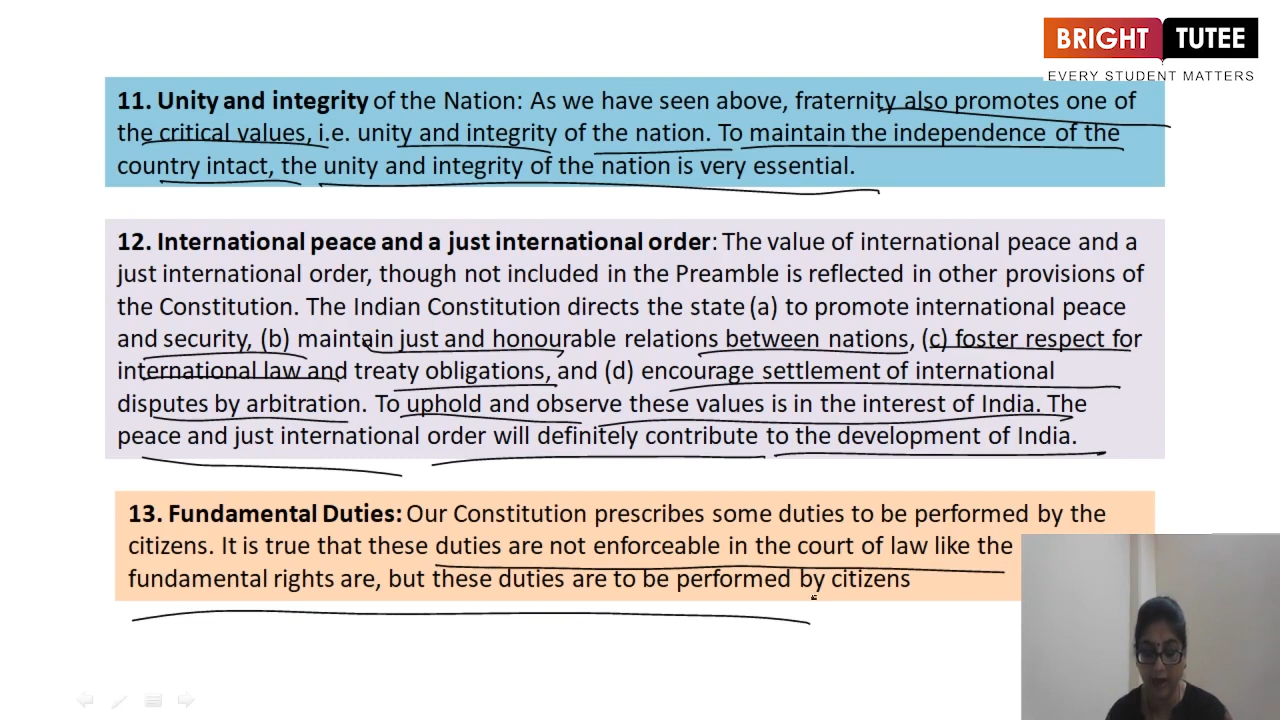 BRIGHT TUTEE
EVERY STUDENT MATTERS
11. Unity and integrity of the Nation: As we have seen above, fraternity also promotes one of
the critical values, i.e. unity and integrity of the nation. To maintain the independence of the
country intact, the unity and integrity of the nation is very essential.
12. International peace and a just international order: The value of international peace and a
just international order, though not included in the Preamble is reflected in other provisions of
the Constitution. The Indian Constitution directs the state (a) to promote international peace
and security, (b) maintain just and honourable relations between nations, (c) foster respect for
international law and treaty obligations, and (d) encourage settlement of international
disputes by arbitration. To uphold and observe these values is in the interest of India. The
peace and just international order will definitely contribute to the development of India.
13. Fundamental Duties: Our Constitution prescribes some duties to be performed by the
citizens. It is true that these duties are not enforceable in the court of law like the
fundamental rights are, but these duties are to be performed by citizens